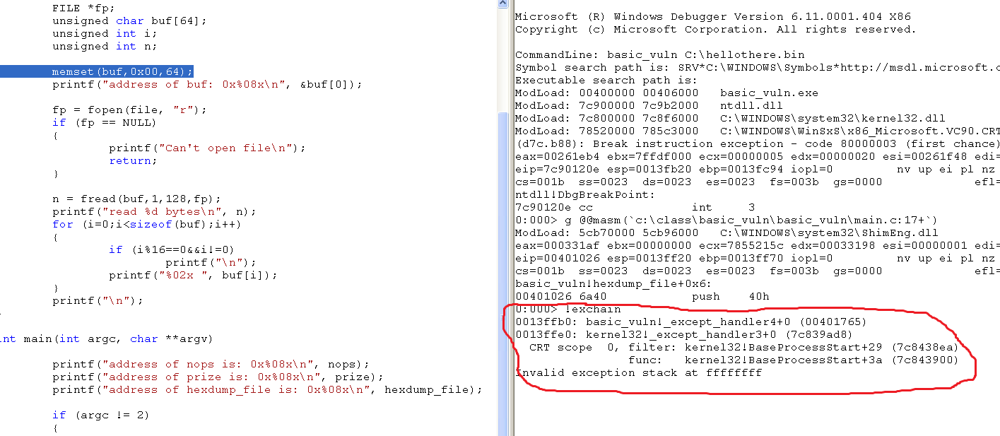 FILE *fp;
unsigned char buf[64];
unsigned int i;
unsigned int n;
memset(buf,0x00,64);
printf("address of buf: 0x%08x\n", &buf[0]);
fp = fopen(file, "r");
if (fp == NULL)
{
printf("Can't open file\n");
return;
}
n = fread(buf,1,128,fp);
printf("read %d bytes\n", n);
for (i=0;i<sizeof(buf);i++)
{
if (i%16==0&&i!=0)
printf("\n");
printf("%02x ", buf[i]);
}
printf("\n");
int main(int argc, char **argv)
printf("address of nops is: 0x%08x\n", nops);
printf("address of prize is: 0x%08x\n", prize);
printf("address of hexdump_file is: 0x%08x\n", hexdump_file);
if (argc != 2)
{
Microsoft (R) Windows Debugger Version 6.11.0001.404 X86
Copyright (c) Microsoft Corporation. All rights reserved.
CommandLine: basic_vuln C:\hellothere.bin
Symbol search path is: SRV*C:\WINDOWS\Symbols*http://msdl.microsoft.c
Executable search path is:
ModLoad: 00400000 00406000   basic_vuln.exe
ModLoad: 7c900000 7c9b2000   ntdll.dll
ModLoad: 7c800000 7c8f6000   C:\WINDOWS\system32\kernel32.dll
ModLoad: 78520000 785c3000   C:\WINDOWS\WinSxS\x86_Microsoft.VC90.CRT
(d7c.b88): Break instruction exception - code 80000003 (first chance)
eax=00261eb4 ebx=7ffdf000 ecx=00000005 edx=00000020 esi=00261f48 edi=
eip=7c90120e esp=0013fb20 ebp=0013fc94 iopl=0         nv up ei pl nz
cs=001b  ss=0023  ds=0023  es=0023  fs=003b  gs=0000             efl=
ntdll!DbgBreakPoint:
7c90120e cc              int     3
0:000> g @@masm(`c:\class\basic_vuln\basic_vuln\main.c:17+`)
ModLoad: 5cb70000 5cb96000   C:\WINDOWS\system32\ShimEng.dll
eax=000331af ebx=00000000 ecx=7855215c edx=00033198 esi=00000001 edi=
eip=00401026 esp=0013ff20 ebp=0013ff70 iopl=0         nv up ei pl nz
cs=001b  ss=0023  ds=0023  es=0023  fs=003b  gs=0000             efl=
basic_vuln!hexdump_file+0x6:
00401026 6a40            push    40h
0:000> !exchain
0013ffb0: basic_vuln!_except_handler4+0 (00401765)
0013ffe0: kernel32!_except_handler3+0 (7c839ad8)
CRT scope  0, filter: kernel32!BaseProcessStart+29 (7c8438ea)
func:   kernel32!BaseProcessStart+3a (7c843900)
Invalid exception stack at ffffffff